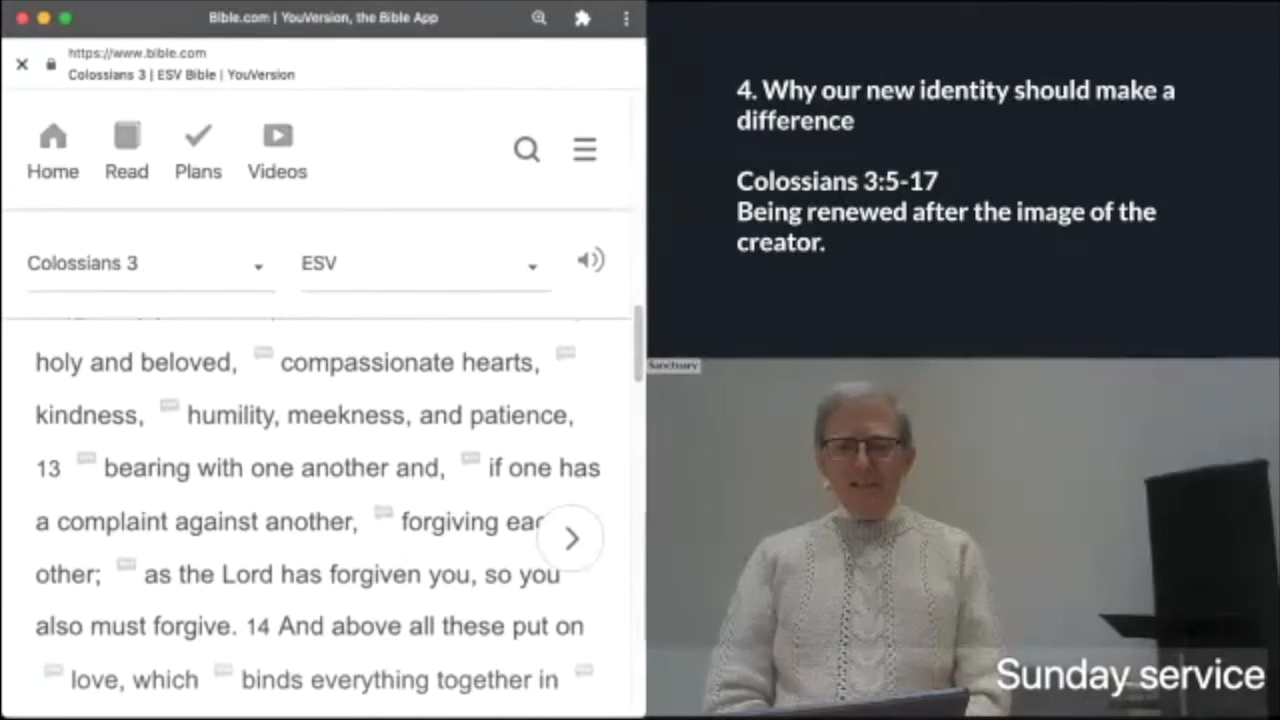 Bible.com | YouVersion, the Bible App
https://www.bible.com
Colossians 3 | ESV Bible | YouVersion
Home Read Plans Videos
Colossians 3 ESV
holy and beloved, compassionate hearts,
kindness, humility, meekness, and patience,
13 bearing with one another and, if one has
a complaint against another, forgiving eac
other; as the Lord has forgiven you, so you
also must forgive. 14 And above all these put on
love, which binds everything together in
4. Why our new identity should make a
difference
Colossians 3:5-17
Being renewed after the image of the
creator.
Sanctuary
Sunday service